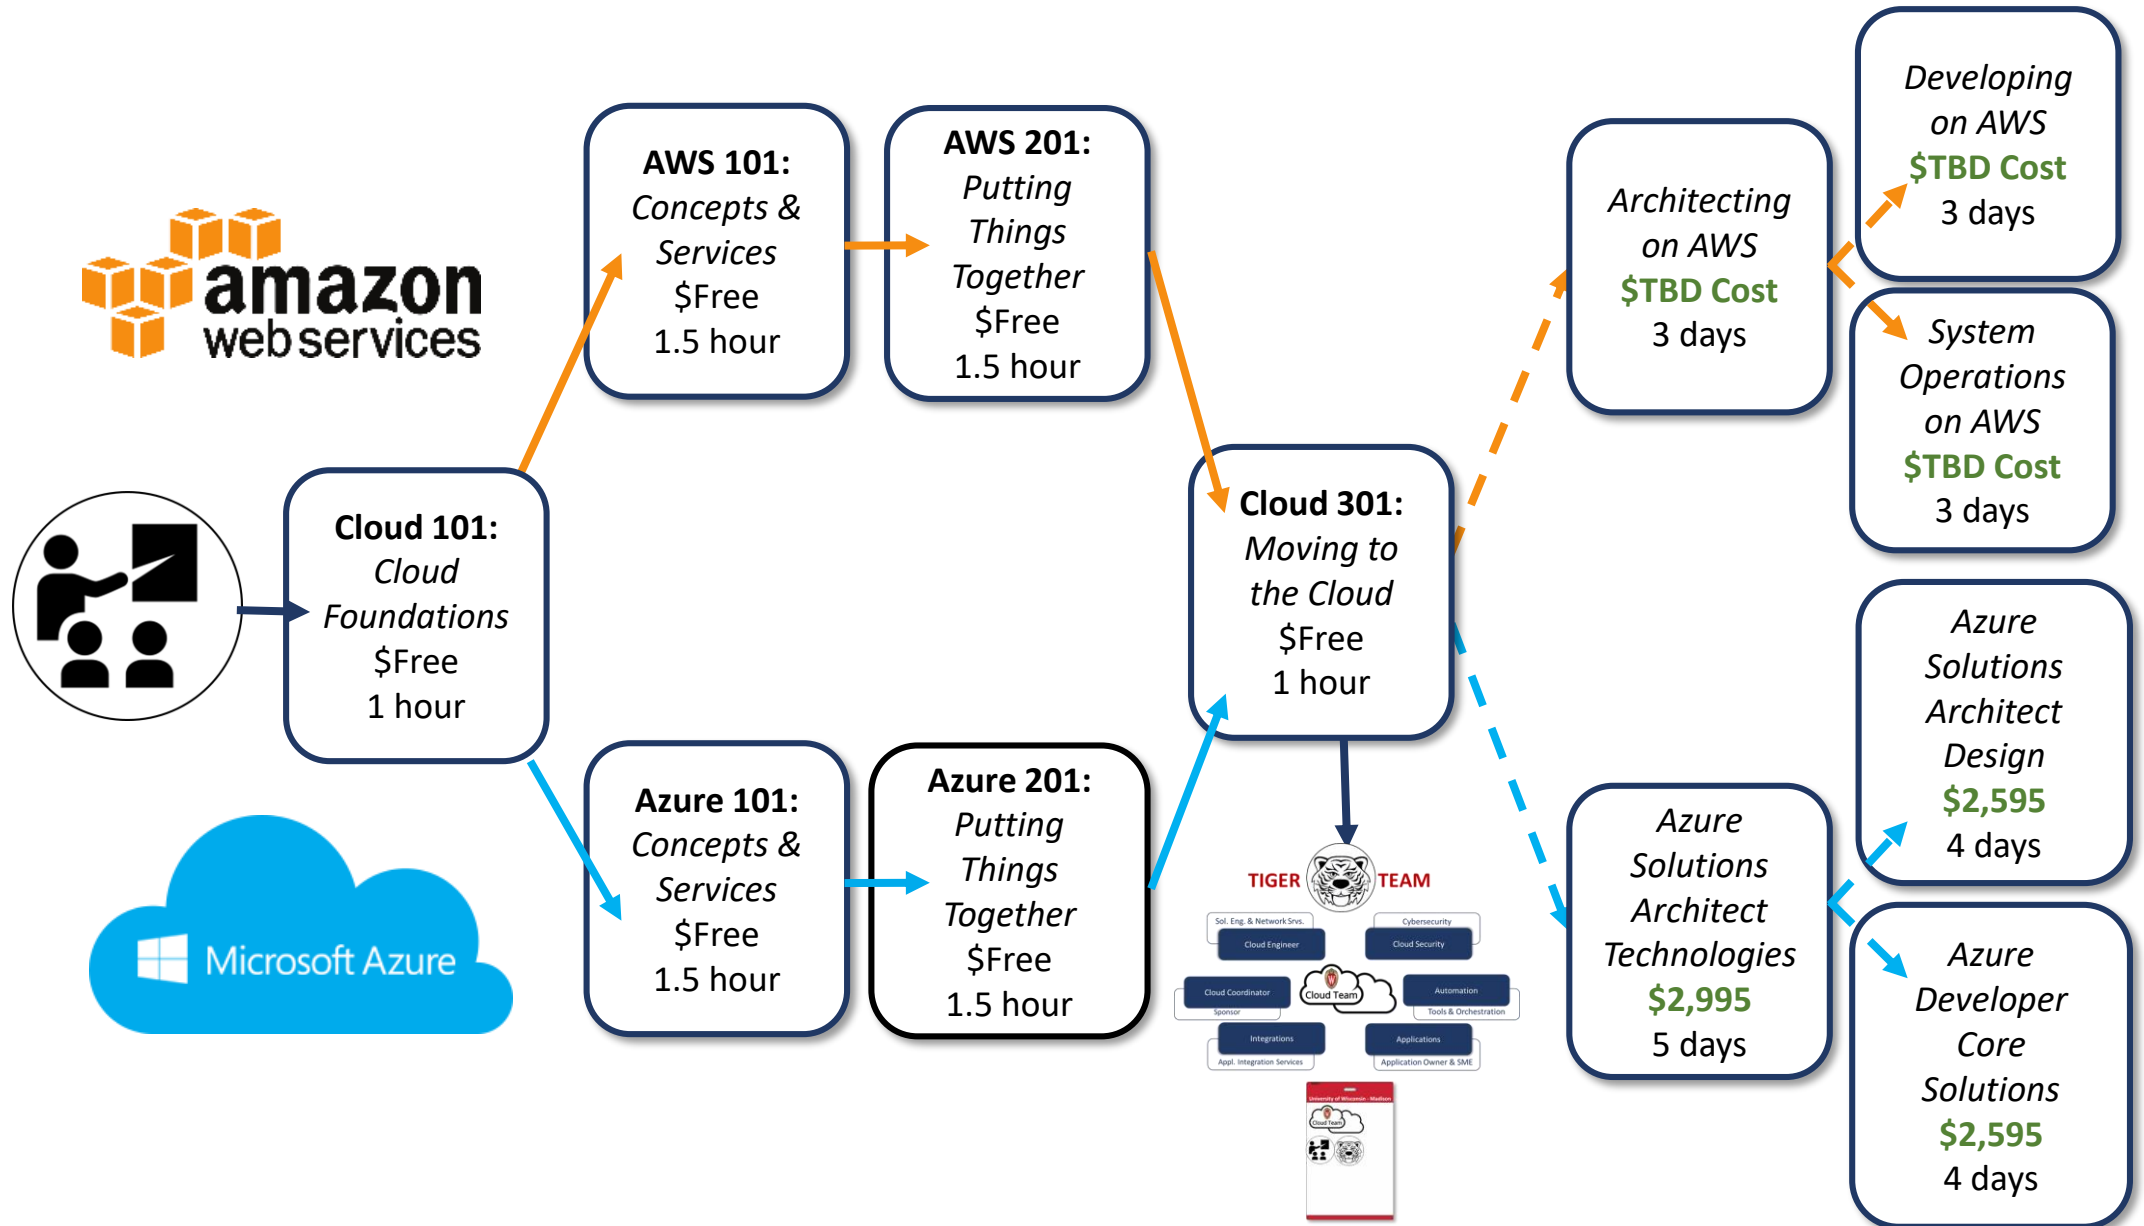 amazon
web services
Microsoft Azure
Cloud 101:
Cloud
Foundations
$Free
1 hour
AWS 101:
Concepts &
Services
$Free
1.5 hour
AWS 201:
Putting
Things
Together
$Free
1.5 hour
Azure 101:
Concepts &
Services
$Free
1.5 hour
Azure 201:
Putting
Things
Together
$Free
1.5 hour
Cloud 301:
Moving to
the Cloud
$Free
1 hour
TIGER TEAM
Sol. Eng. & Network Srvs.
Cloud Engineer
Cybersecurity
Cloud Security
Cloud Coordinator
Sponsor
Cloud Team
Automation
Tools & Orchestration
Integrations
Appl. Integration Services
Applications
Application Owner & SME
University of Wisconsin - Madison
Cloud Team
Architecting
on AWS
$TBD Cost
3 days
Developing
on AWS
$TBD Cost
3 days
System
Operations
on AWS
$TBD Cost
3 days
Azure
Solutions
Architect
Technologies
$2,995
5 days
Azure
Solutions
Architect
Design
$2,595
4 days
Azure
Developer
Core
Solutions
$2,595
4 days